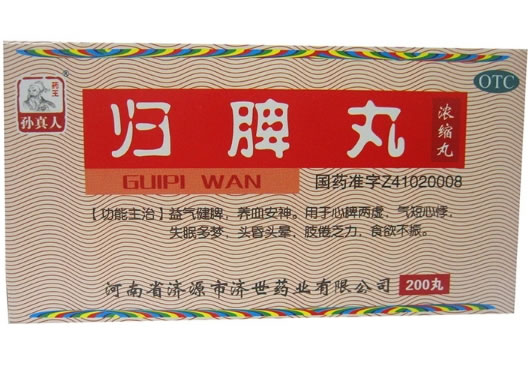 药王
®
孙真人
OTC
归脾丸
浓缩丸
GUIPI WAN
国药准字Z41020008
【功能主治】益气健脾，养血安神。用于心脾两虚，气短心悸，
失眠多梦，头昏头晕，肢倦乏力，食欲不振。
河南省济源市济世药业有限公司
200丸